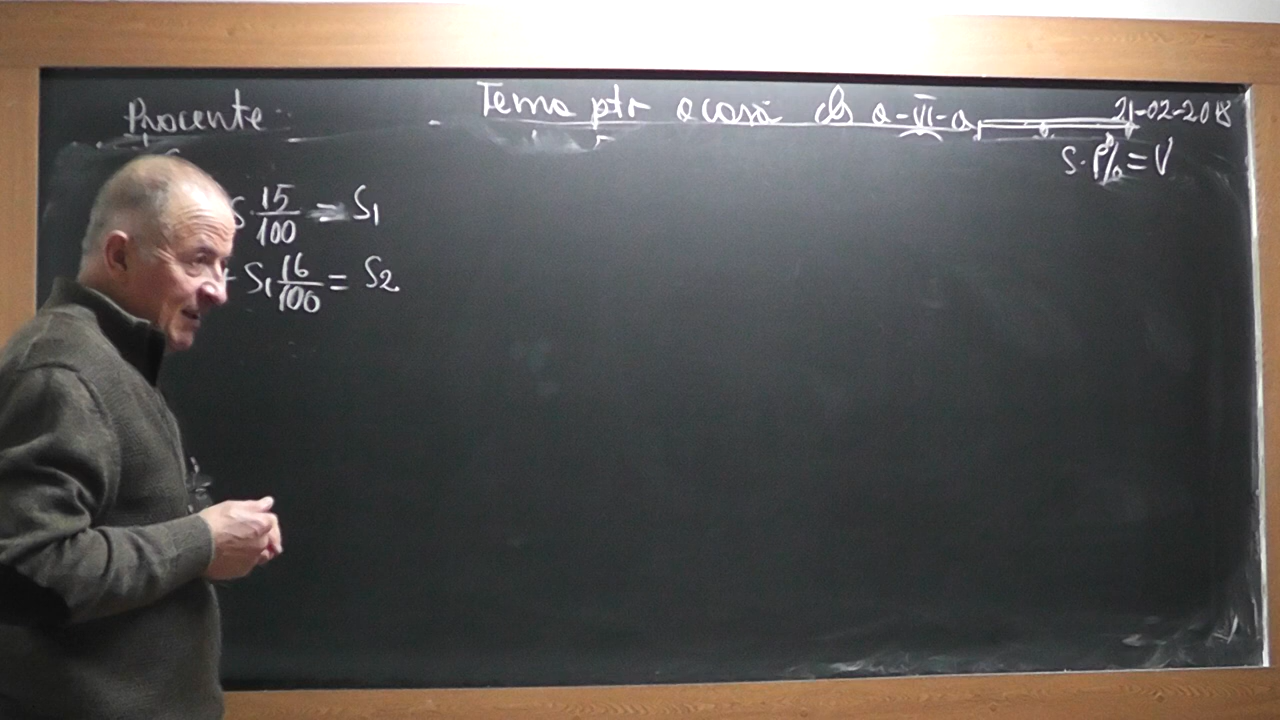 Procente
Tema ptr acasă cls a-VI-a
21-02-2018
S·P%=V
S·15/100 = S1
+ S1 16/100 = S2